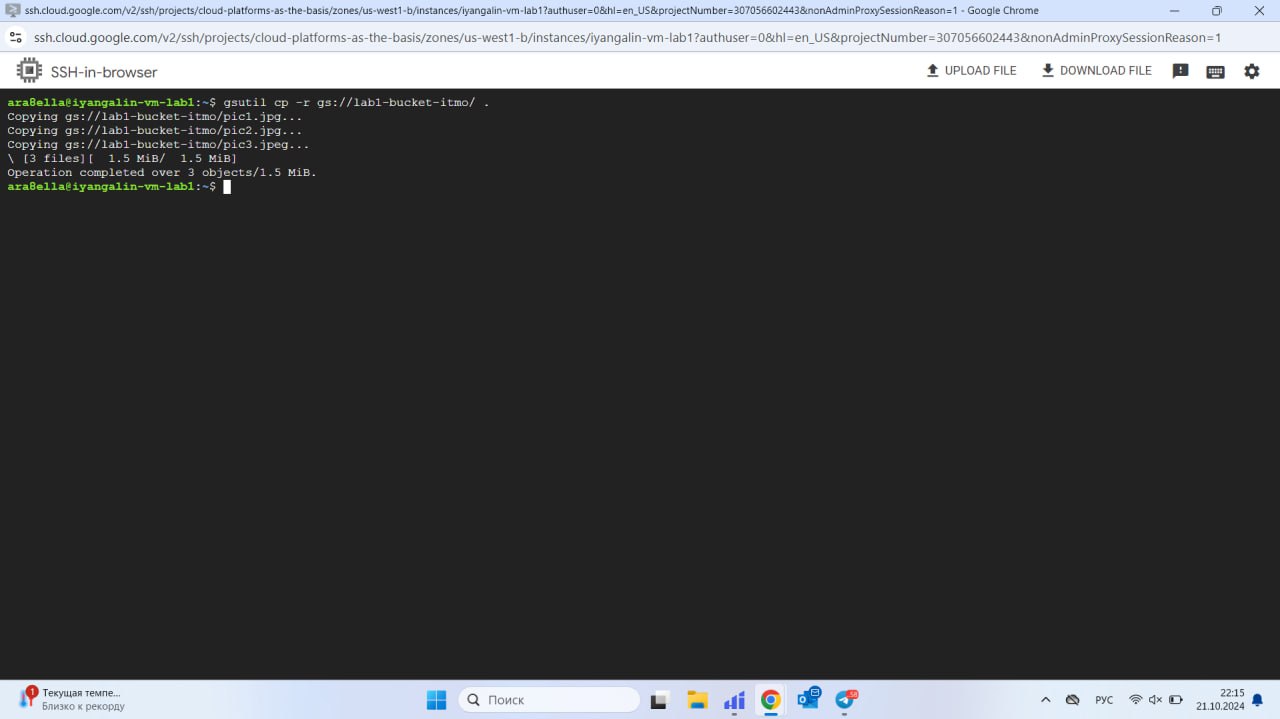 ssh.cloud.google.com/v2/ssh/projects/cloud-platforms-as-the-basis/zones/us-west1-b/instances/iyangalin-vm-lab1?authuser=0&hl=en_US&projectNumber=307056602443&nonAdminProxySessionReason=1 - Google Chrome
ssh.cloud.google.com/v2/ssh/projects/cloud-platforms-as-the-basis/zones/us-west1-b/instances/iyangalin-vm-lab1?authuser=0&hl=en_US&projectNumber=307056602443&nonAdminProxySessionReason=1
SSH-in-browser
UPLOAD FILE
DOWNLOAD FILE
ara8ella@iyangalin-vm-lab1:~$ gsutil cp -r gs://lab1-bucket-itmo/ .
Copying gs://lab1-bucket-itmo/pic1.jpg...
Copying gs://lab1-bucket-itmo/pic2.jpg...
Copying gs://lab1-bucket-itmo/pic3.jpeg...
\ [3 files][  1.5 MiB/  1.5 MiB]
Operation completed over 3 objects/1.5 MiB.
ara8ella@iyangalin-vm-lab1:~$
1
Текущая темпе...
Близко к рекорду
Поиск
58
РУС
22:15
21.10.2024